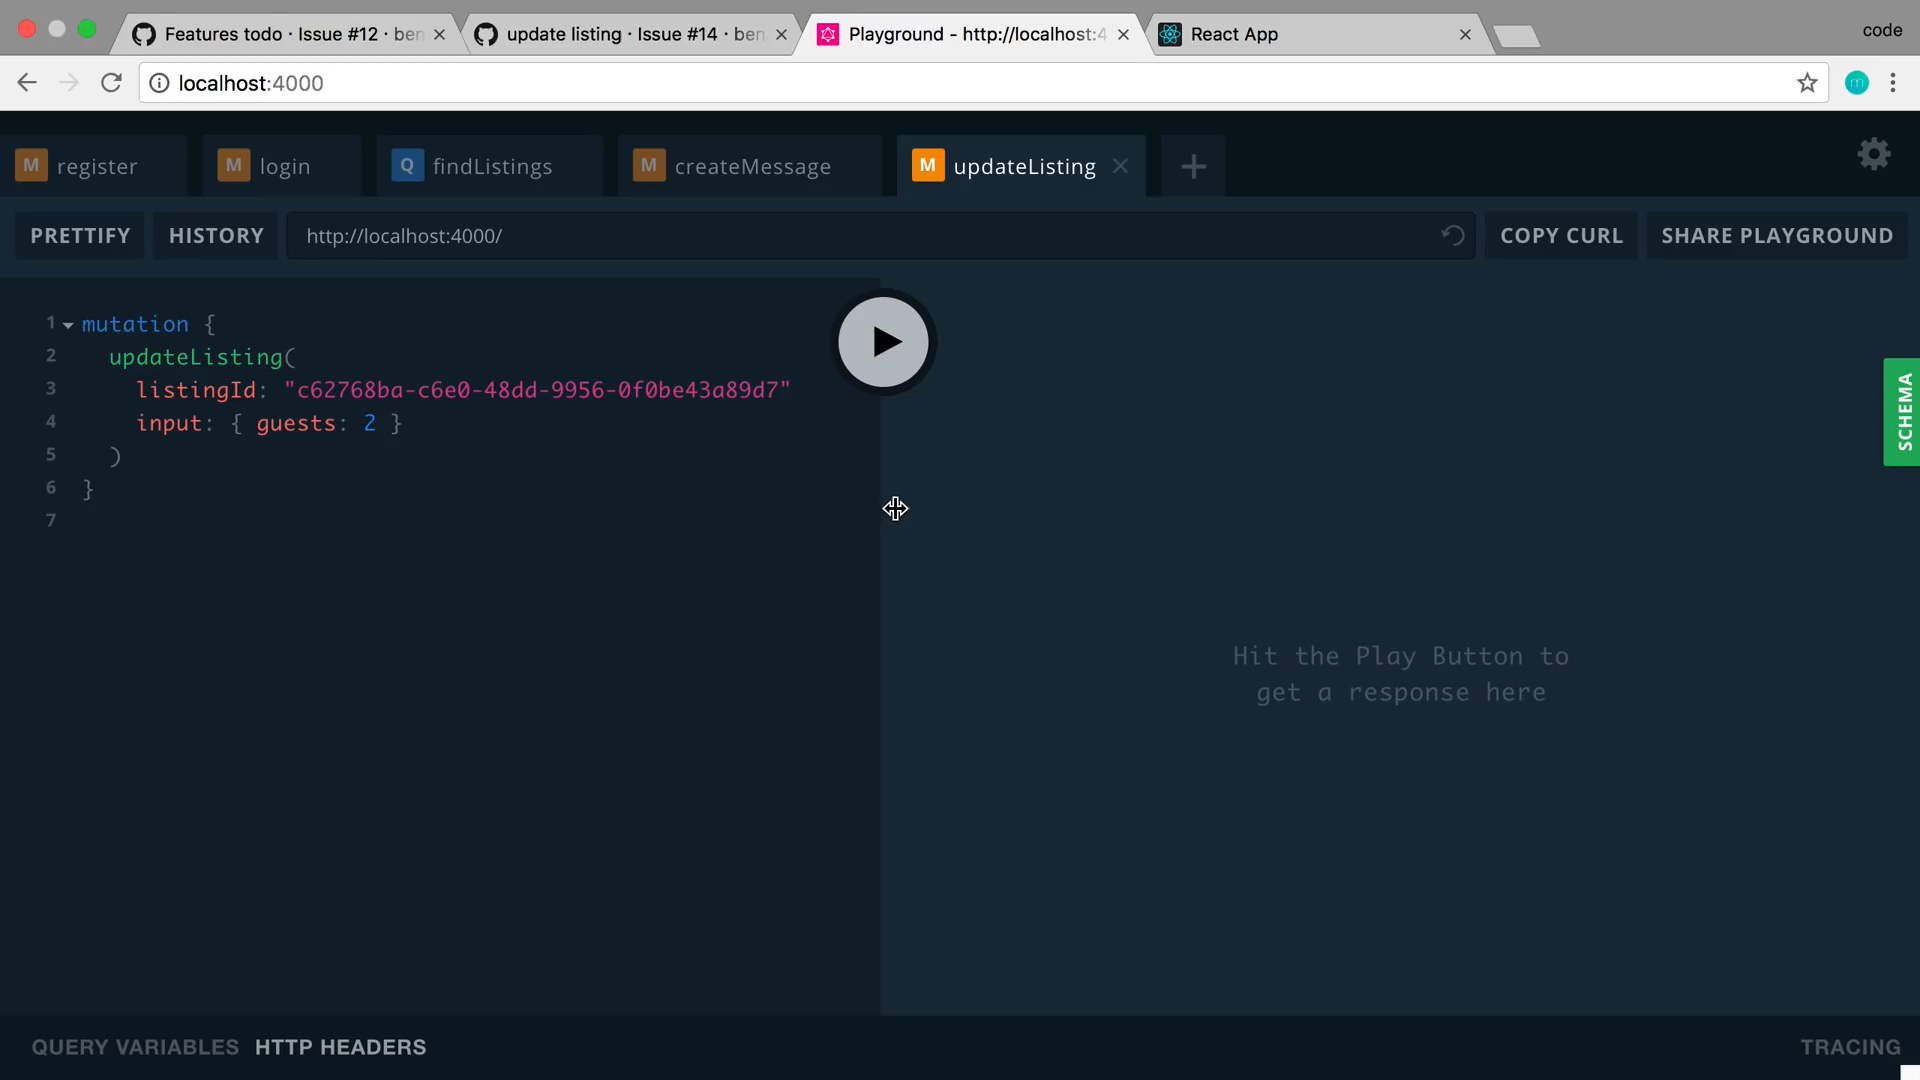 Features todo · Issue #12 · ben
update listing · Issue #14 · ben
Playground - http://localhost:4
React App
code
localhost:4000
m
M register
M login
Q findListings
M createMessage
M updateListing
PRETTIFY
HISTORY
http://localhost:4000/
COPY CURL
SHARE PLAYGROUND
1 mutation {
2 updateListing(
3 listingId: "c62768ba-c6e0-48dd-9956-0f0be43a89d7"
4 input: { guests: 2 }
5 )
6 }
7
SCHEMA
Hit the Play Button to
get a response here
QUERY VARIABLES
HTTP HEADERS
TRACING